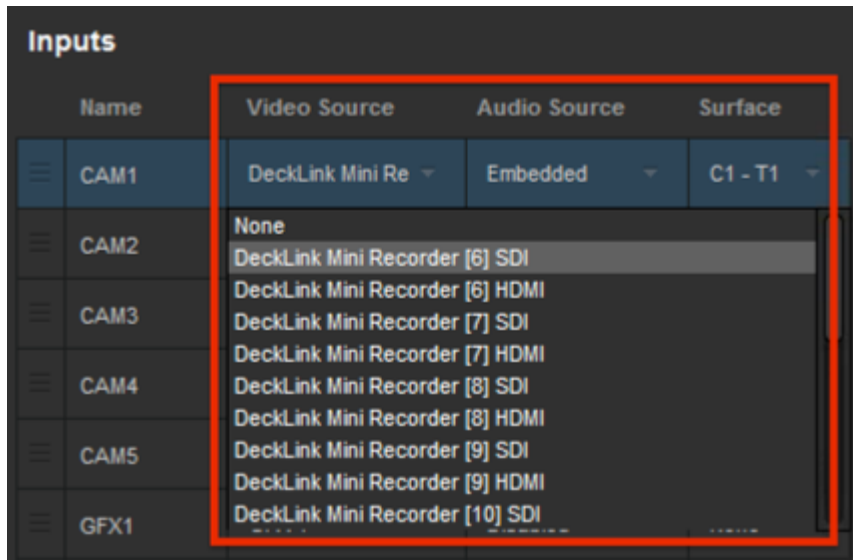 Inputs
Name Video Source Audio Source Surface
CAM1 DeckLink Mini Re Embedded C1 - T1
None
CAM2
DeckLink Mini Recorder [6] SDI
DeckLink Mini Recorder [6] HDMI
CAM3
DeckLink Mini Recorder [7] SDI
DeckLink Mini Recorder [7] HDMI
CAM4
DeckLink Mini Recorder [8] SDI
DeckLink Mini Recorder [8] HDMI
CAM5
DeckLink Mini Recorder [9] SDI
DeckLink Mini Recorder [9] HDMI
GFX1
DeckLink Mini Recorder [10] SDI